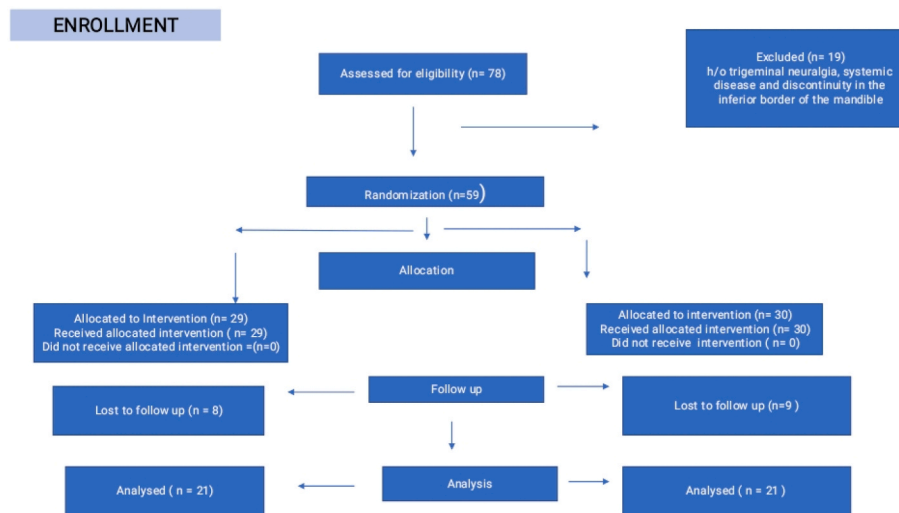 ENROLLMENT
Assessed for eligibility (n= 78)
Excluded (n= 19)
h/o trigeminal neuralgia, systemic
disease and discontinuity in the
inferior border of the mandible
Randomization (n=59)
Allocation
Allocated to Intervention (n= 29)
Received allocated intervention ( n= 29)
Did not receive allocated intervention =(n=0)
Allocated to intervention (n= 30)
Received allocated intervention (n= 30)
Did not receive  intervention ( n= 0)
Follow up
Lost to follow up (n = 8)
Lost to follow up (n=9 )
Analysis
Analysed ( n = 21)
Analysed ( n = 21 )